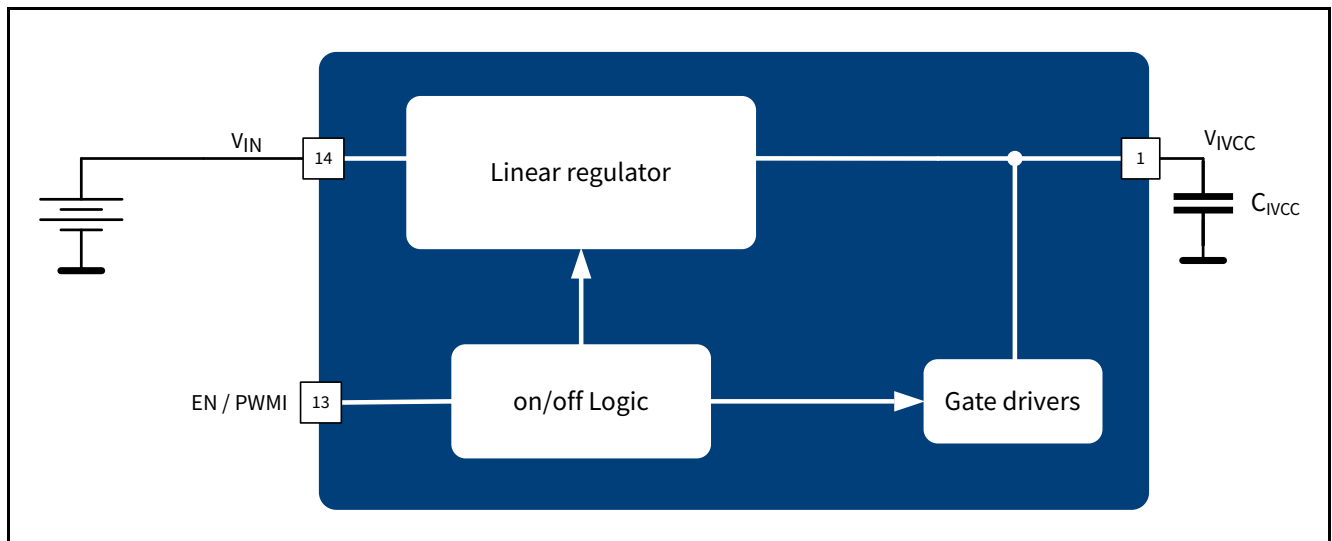 VIN
14
Linear regulator
1
VIVCC
CIVCC
EN / PWMI
13
on/off Logic
Gate drivers